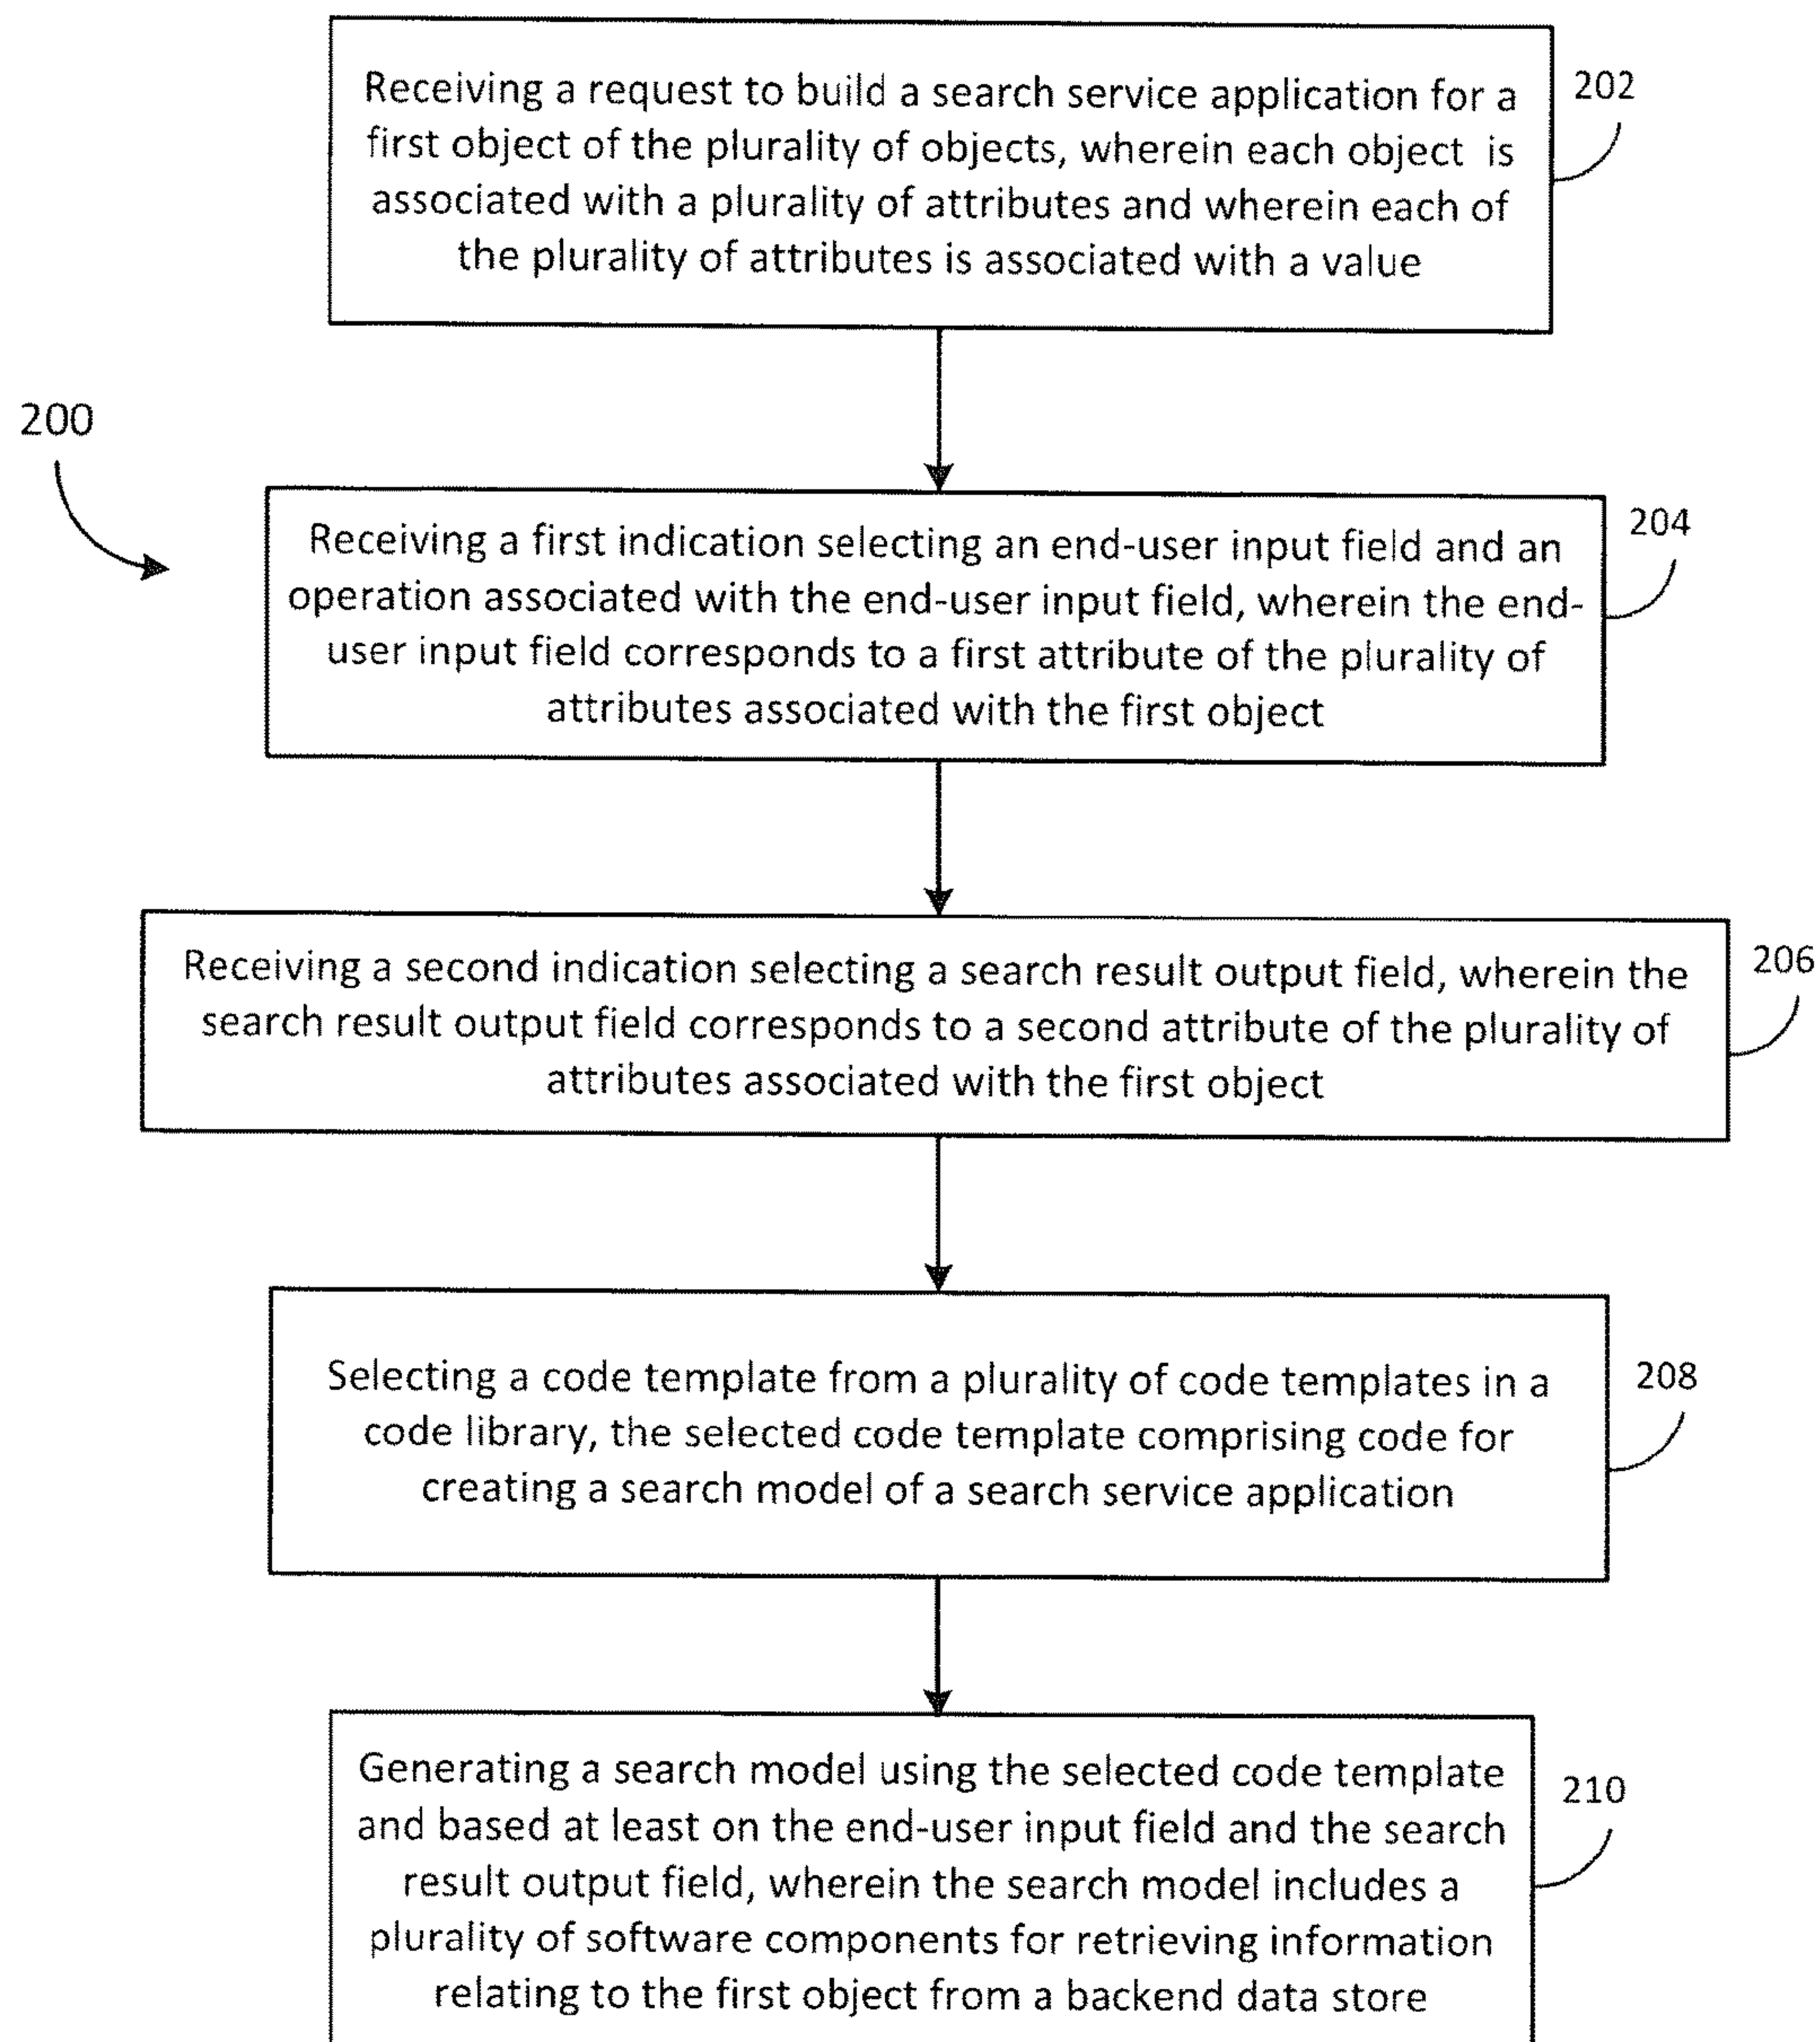 Receiving a request to build a search service application for a
first object of the plurality of objects, wherein each object is
associated with a plurality of attributes and wherein each of
the plurality of attributes is associated with a value
202
200
Receiving a first indication selecting an end-user input field and an
operation associated with the end-user input field, wherein the end-
user input field corresponds to a first attribute of the plurality of
attributes associated with the first object
204
Receiving a second indication selecting a search result output field, wherein the
search result output field corresponds to a second attribute of the plurality of
attributes associated with the first object
206
Selecting a code template from a plurality of code templates in a
code library, the selected code template comprising code for
creating a search model of a search service application
208
Generating a search model using the selected code template
and based at least on the end-user input field and the search
result output field, wherein the search model includes a
plurality of software components for retrieving information
relating to the first object from a backend data store
210